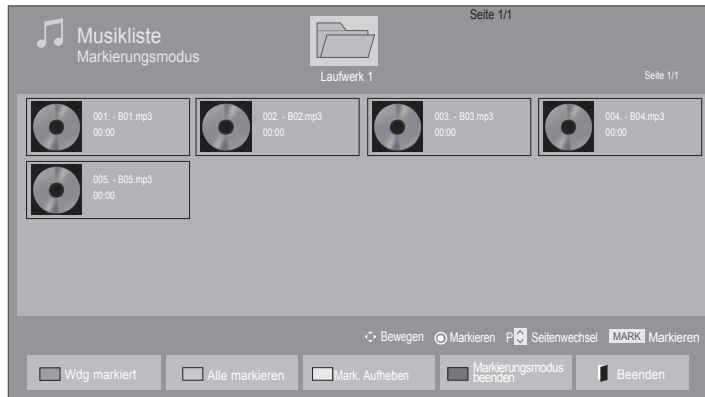 Seite 1/1
Musikliste
Markierungsmodus
Laufwerk 1
Seite 1/1
001. - B01.mp3
00:00
002. - B02.mp3
00:00
003. - B03.mp3
00:00
004. - B04.mp3
00:00
005. - B05.mp3
00:00
Bewegen Markieren P Seitenwechsel MARK Markieren
Wdg markiert
Alle markieren
Mark. Aufheben
Markierungsmodus
beenden
Beenden